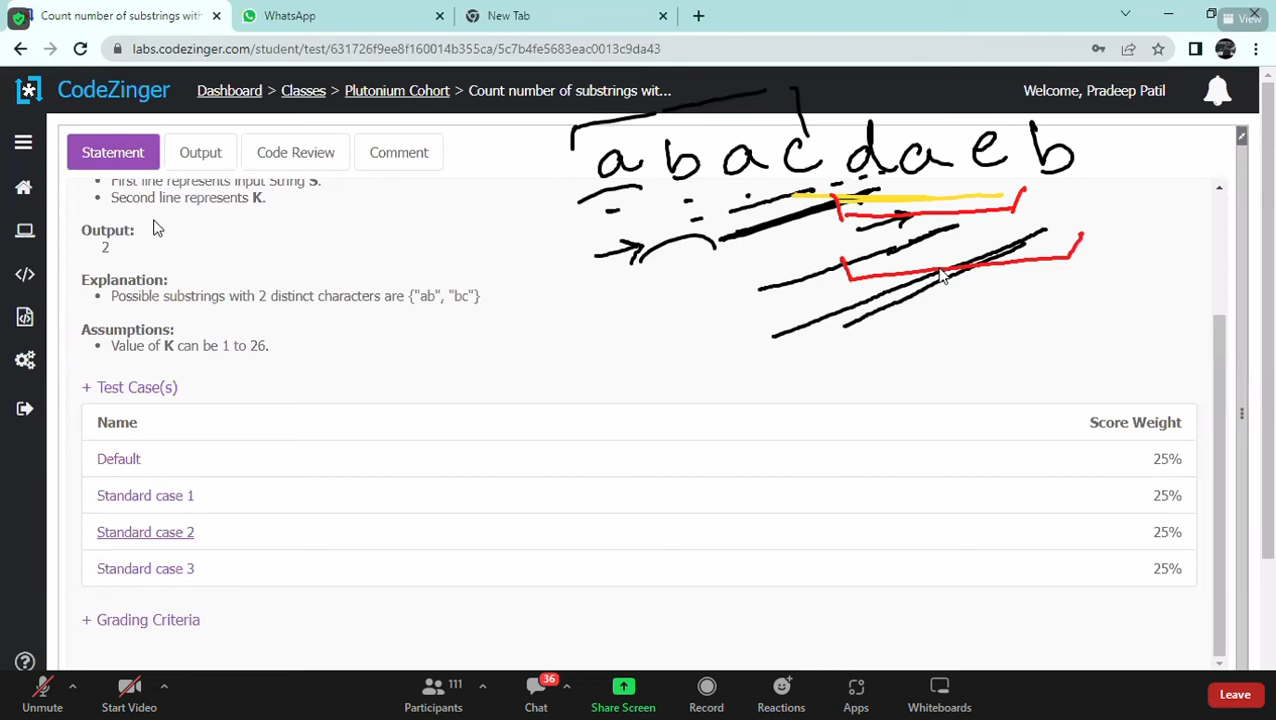 Count number of substrings with
WhatsApp
New Tab
View
labs.codezinger.com/student/test/631726f9ee8f160014b355ca/5c7b4fe5683eac0013c9da43
CodeZinger
Dashboard > Classes > Plutonium Cohort > Count number of substrings wit...
Welcome, Pradeep Patil
Statement Output Code Review Comment
a b a c d a e b
First line represents input String S.
Second line represents K.
Output:
2
Explanation:
Possible substrings with 2 distinct characters are {"ab", "bc"}
Assumptions:
Value of K can be 1 to 26.
+ Test Case(s)
Name Score Weight
Default 25%
Standard case 1 25%
Standard case 2 25%
Standard case 3 25%
+ Grading Criteria
36 111
Unmute Start Video Participants Chat Share Screen Record Reactions Apps Whiteboards Leave